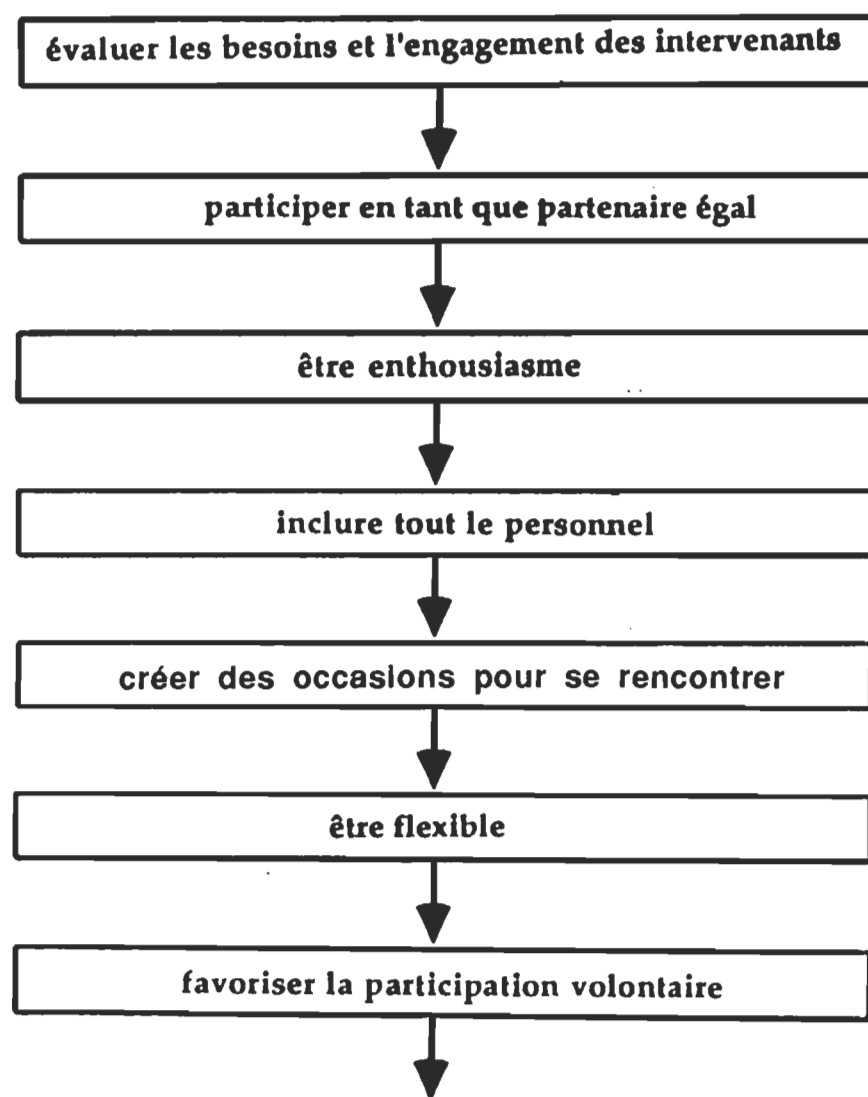 évaluer les besoins et l'engagement des intervenants
participer en tant que partenaire égal
être enthousiasme
inclure tout le personnel
créer des occasions pour se rencontrer
être flexible
favoriser la participation volontaire